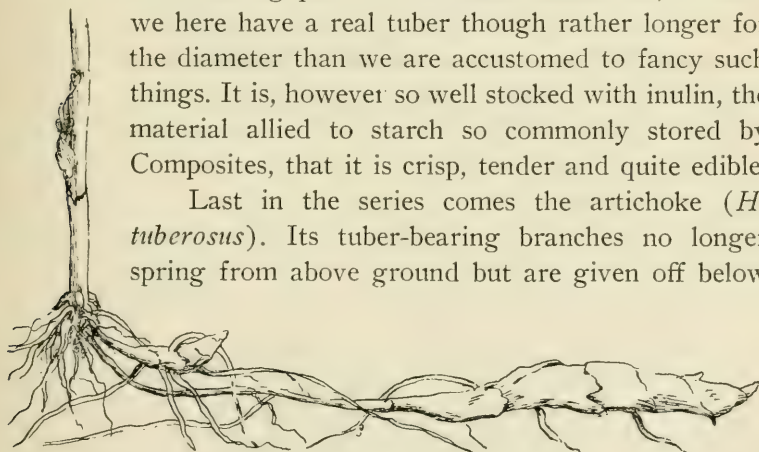 we here have a real tuber though rather longer for
the diameter than we are accustomed to fancy such
things. It is, however so well stocked with inulin, the
material allied to starch so commonly stored by
Composites, that it is crisp, tender and quite edible
Last in the series comes the artichoke (H
tuberosus). Its tuber-bearing branches no longer
spring from above ground but are given off below